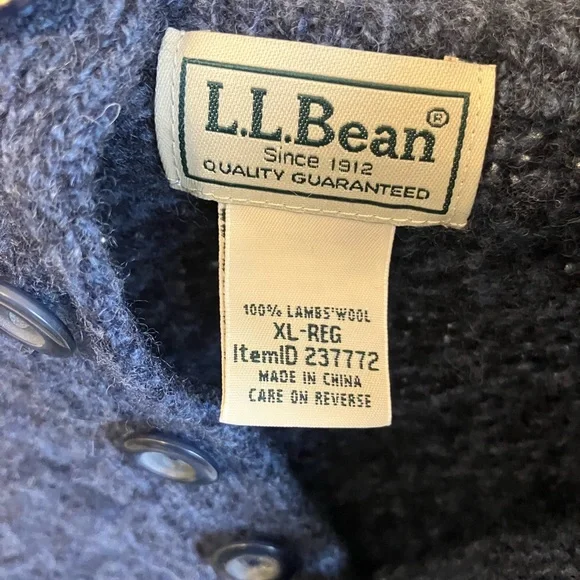 L.L.Bean®
Since 1912
QUALITY GUARANTEED
100% LAMBS'WOOL
XL-REG
ItemID 237772
MADE IN CHINA
CARE ON REVERSE